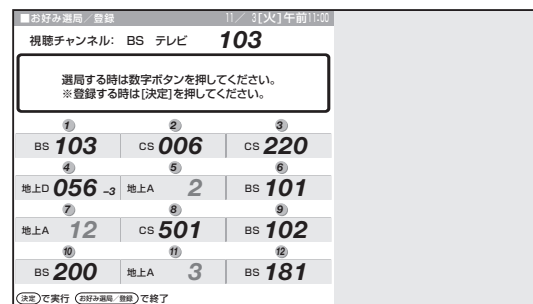 ■お好み選局／登録 11／ 3[火]午前11:00
視聴チャンネル: BS テレビ 103
選局する時は数字ボタンを押してください。
※登録する時は[決定]を押してください。
1 2 3
BS 103 CS 006 CS 220
4 5 6
地上D 056 -3 地上A 2 BS 101
7 8 9
地上A 12 CS 501 BS 102
10 11 12
BS 200 地上A 3 BS 181
決定で実行 お好み選局／登録で終了